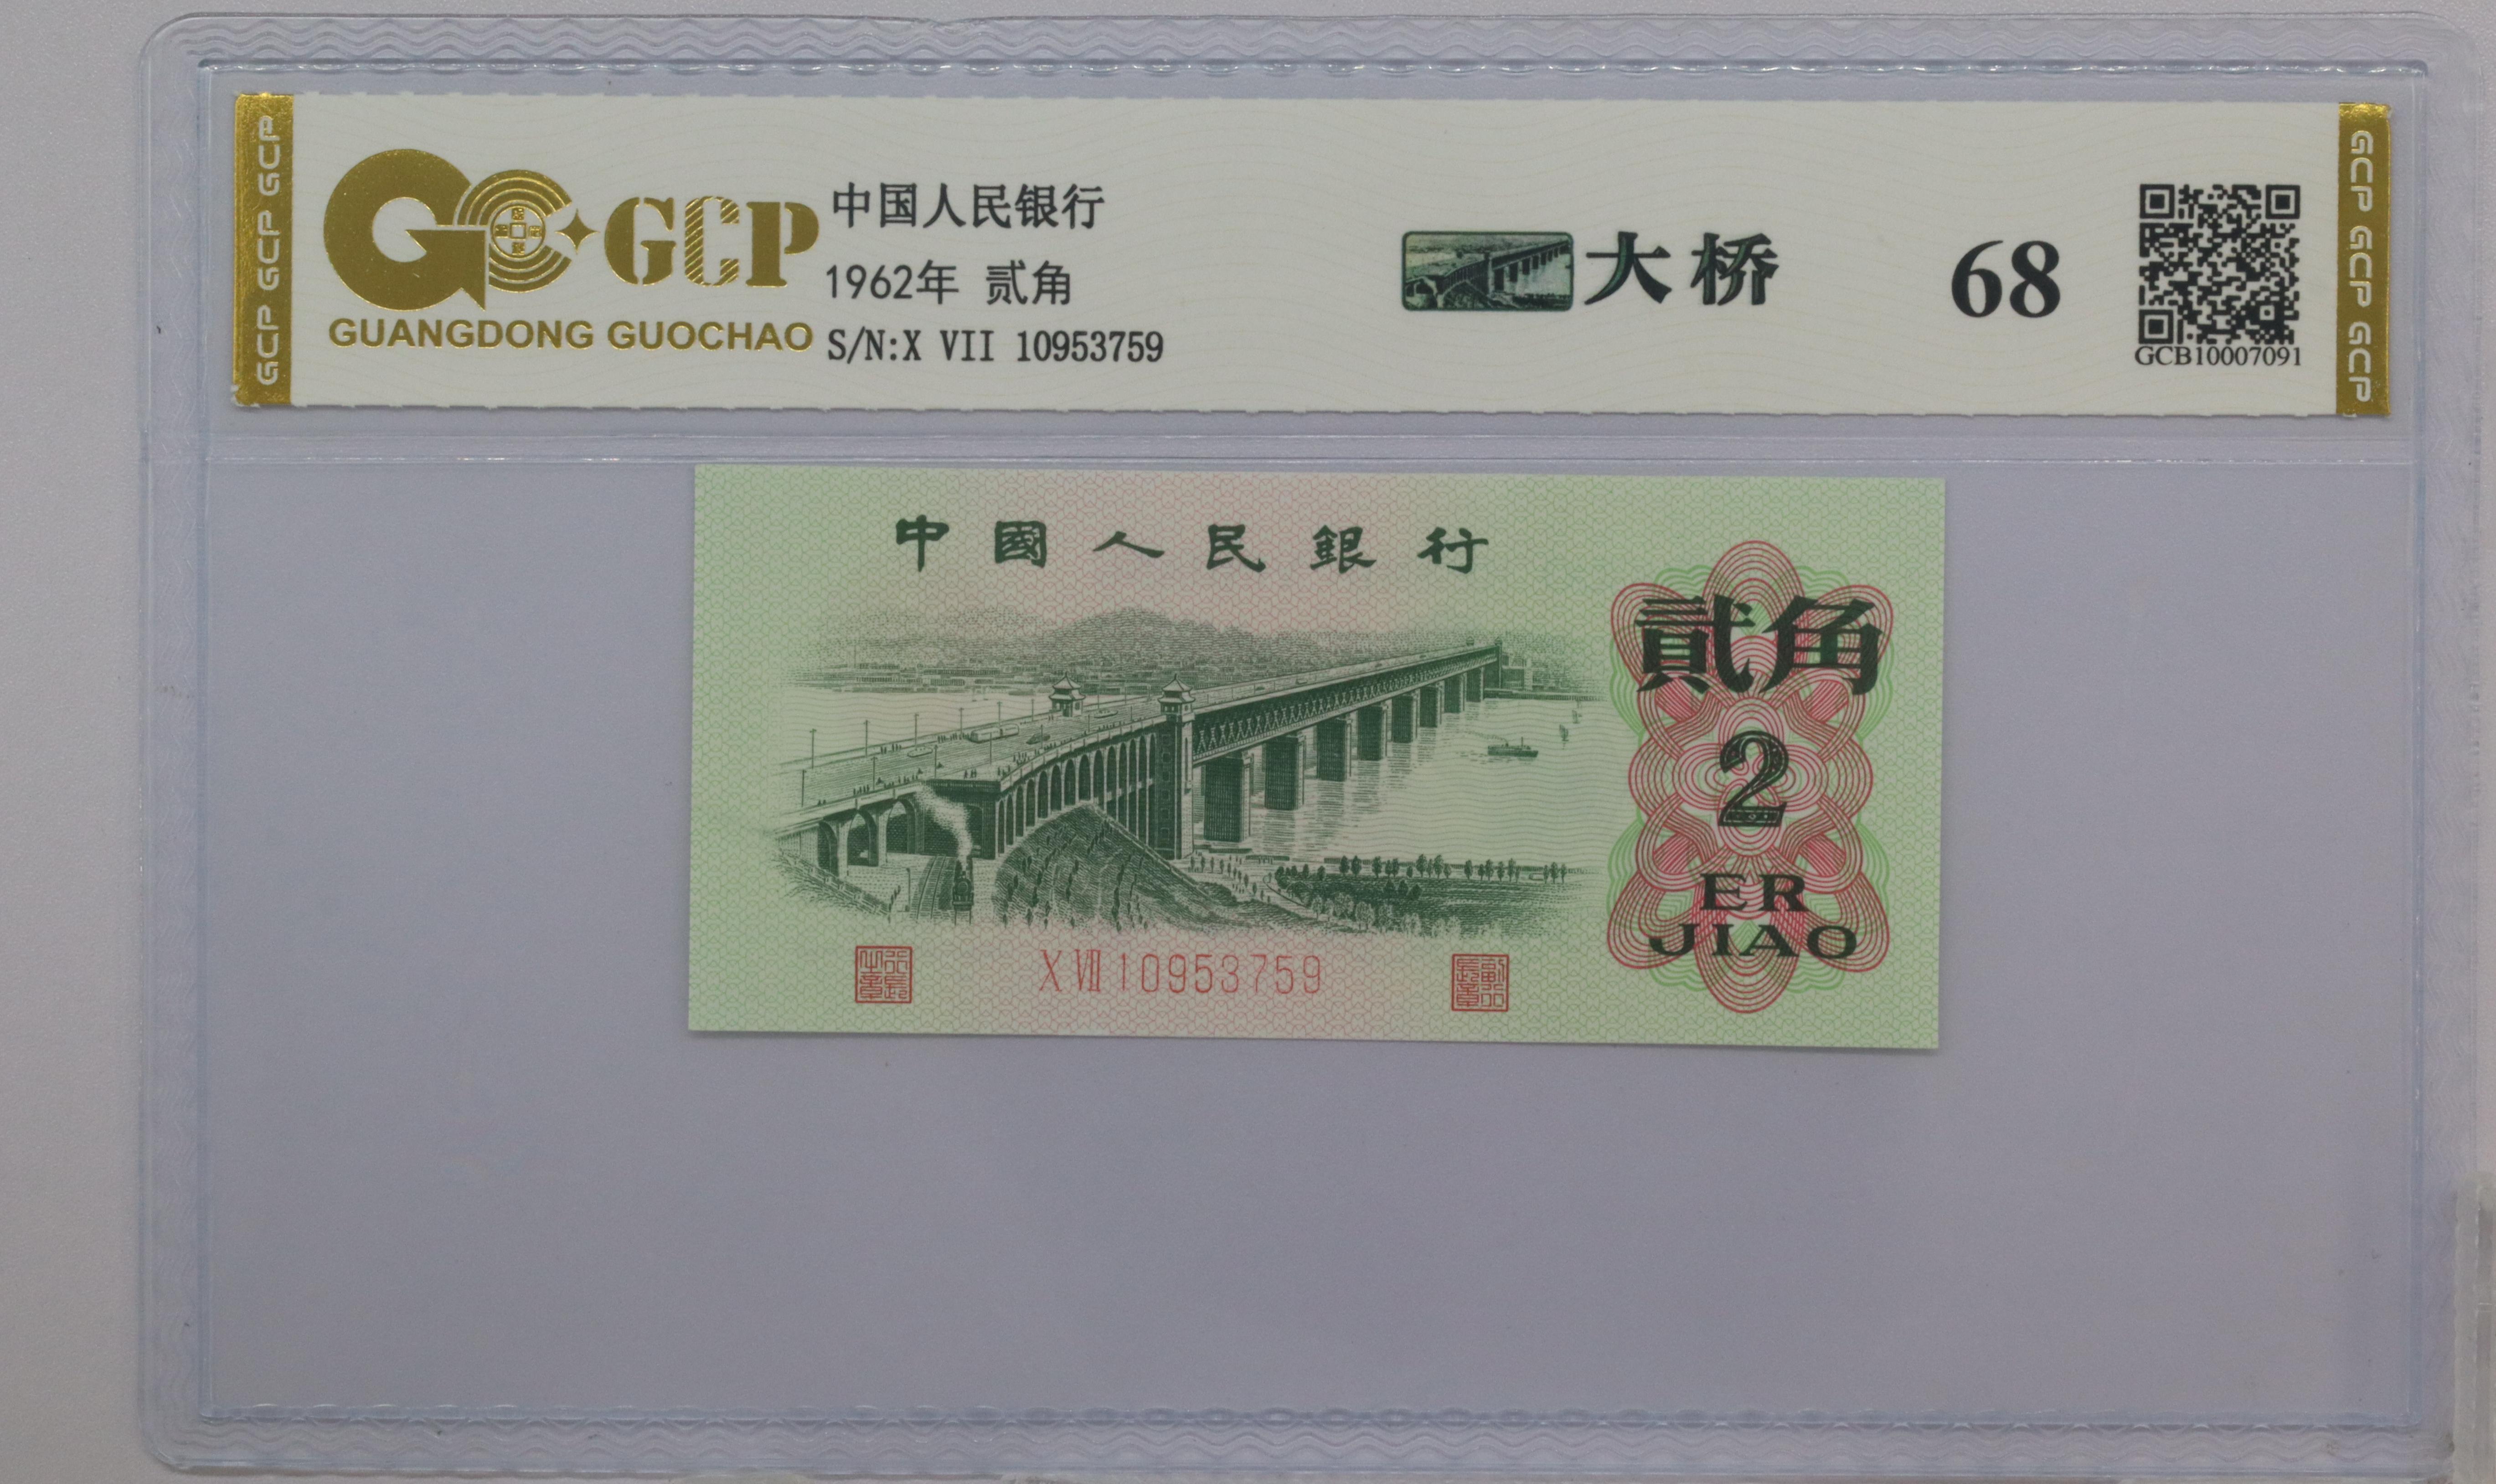 GCP GCP GCP
GCP
GUANGDONG GUOCHAO
中国人民银行
1962年 贰角
S/N:X VII 10953759
大桥
68
GCB10007091
GCP GCP GCP
中國人民銀行
貳角
2
ER
JIAO
X VII 10953759